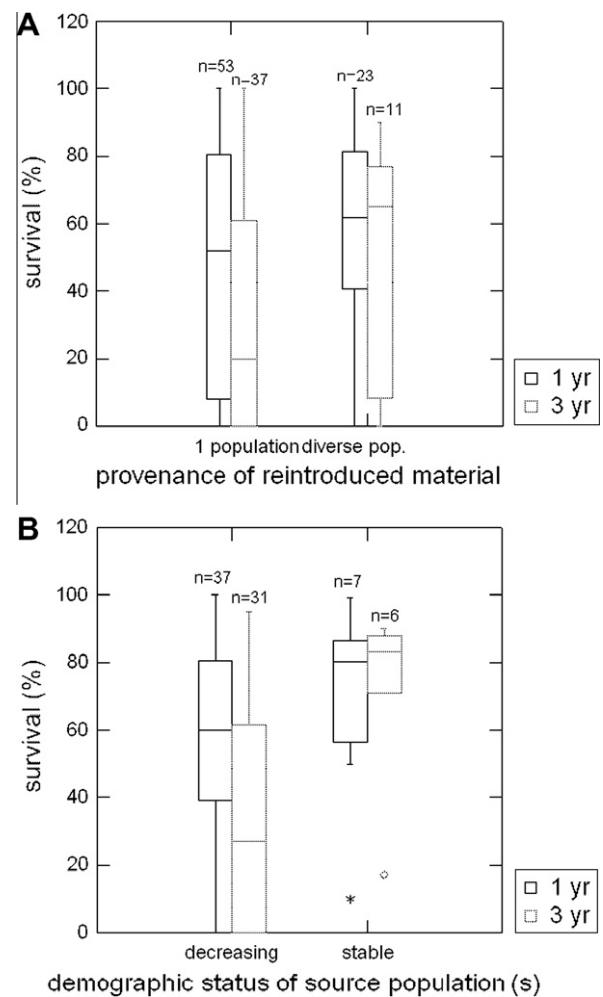 A
120
100
80
60
40
20
0
survival (%)
n=53
n−37
n−23
n=11
1 population diverse pop.
provenance of reintroduced material
1 yr
3 yr
B
120
100
80
60
40
20
0
survival (%)
n=37
n=31
n=7
n=6
*
decreasing
stable
demographic status of source population (s)
1 yr
3 yr